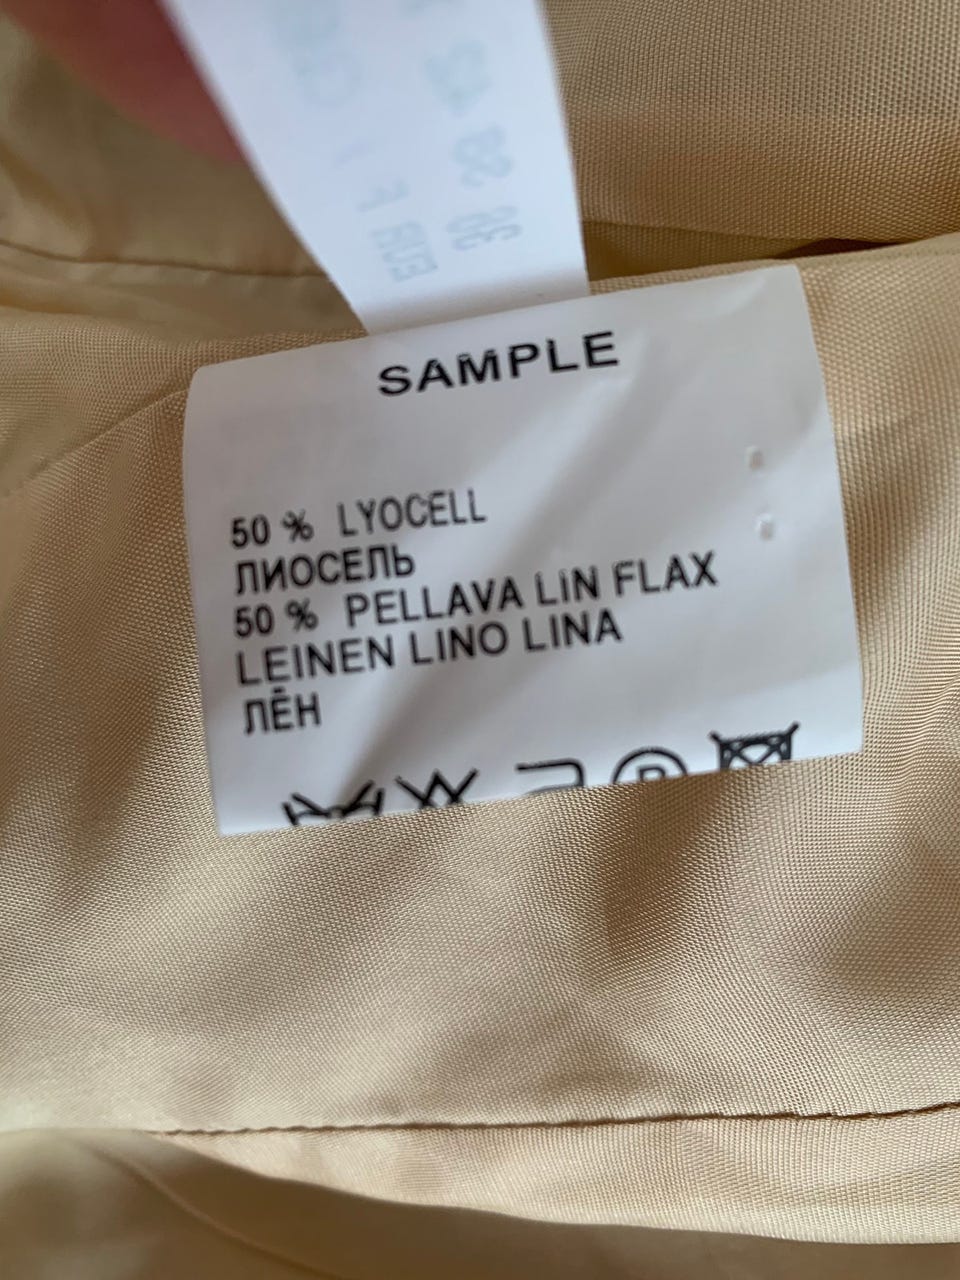 SAMPLE
50 % LYOCELL
ЛИОСЕЛЬ
50 % PELLAVA LIN FLAX
LEINEN LINO LINA
ЛЁН